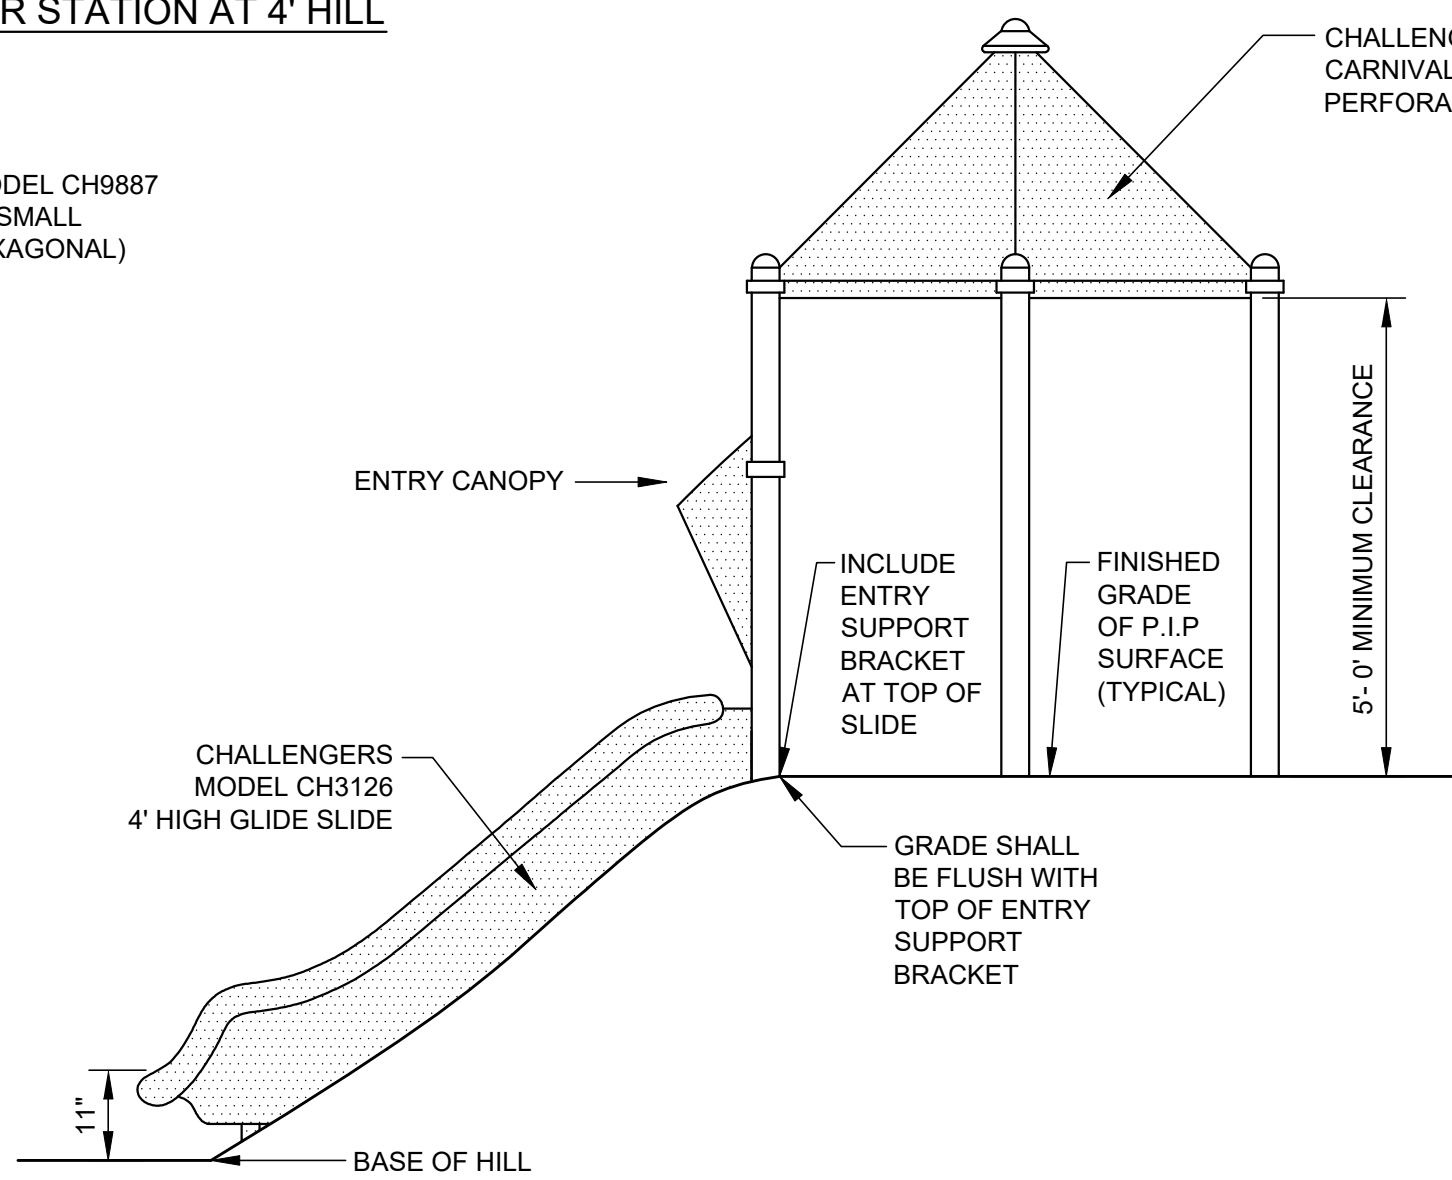 R STATION AT 4' HILL
CHALLENG
CARNIVAL
PERFORA
ODEL CH9887
SMALL
XAGONAL)
ENTRY CANOPY
INCLUDE
ENTRY
SUPPORT
BRACKET
AT TOP OF
SLIDE
FINISHED
GRADE
OF P.I.P
SURFACE
(TYPICAL)
5'- 0' MINIMUM CLEARANCE
CHALLENGERS
MODEL CH3126
4' HIGH GLIDE SLIDE
GRADE SHALL
BE FLUSH WITH
TOP OF ENTRY
SUPPORT
BRACKET
11"
BASE OF HILL